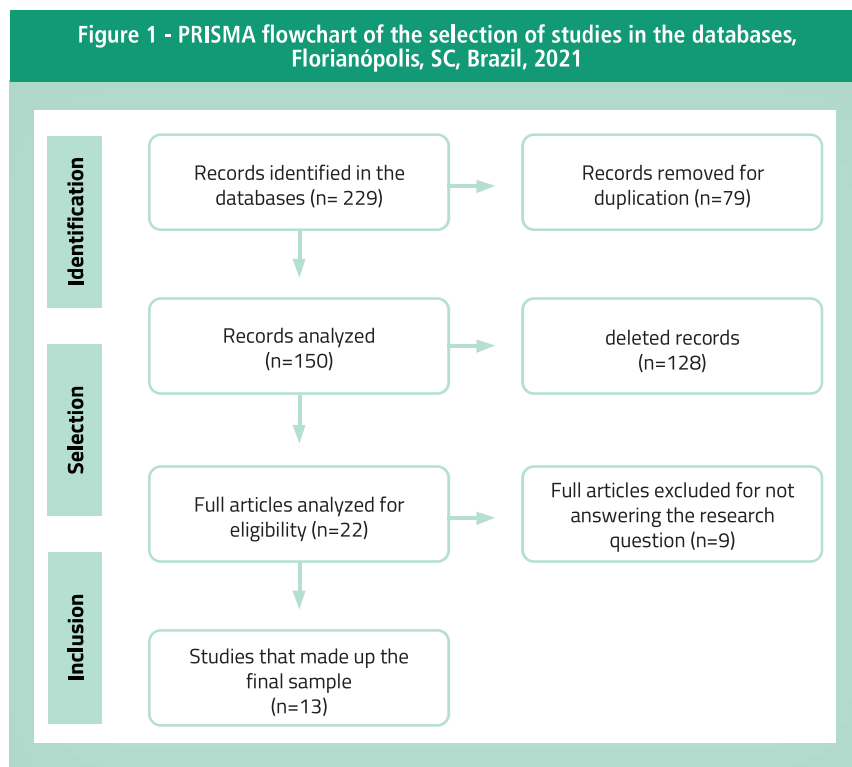 Figure 1 - PRISMA flowchart of the selection of studies in the databases,
Florianópolis, SC, Brazil, 2021
Identification
Records identified in the
databases (n= 229)
Records removed for
duplication (n=79)
Records analyzed
(n=150)
deleted records
(n=128)
Selection
Full articles analyzed for
eligibility (n=22)
Full articles excluded for not
answering the research
question (n=9)
Inclusion
Studies that made up the
final sample
(n=13)